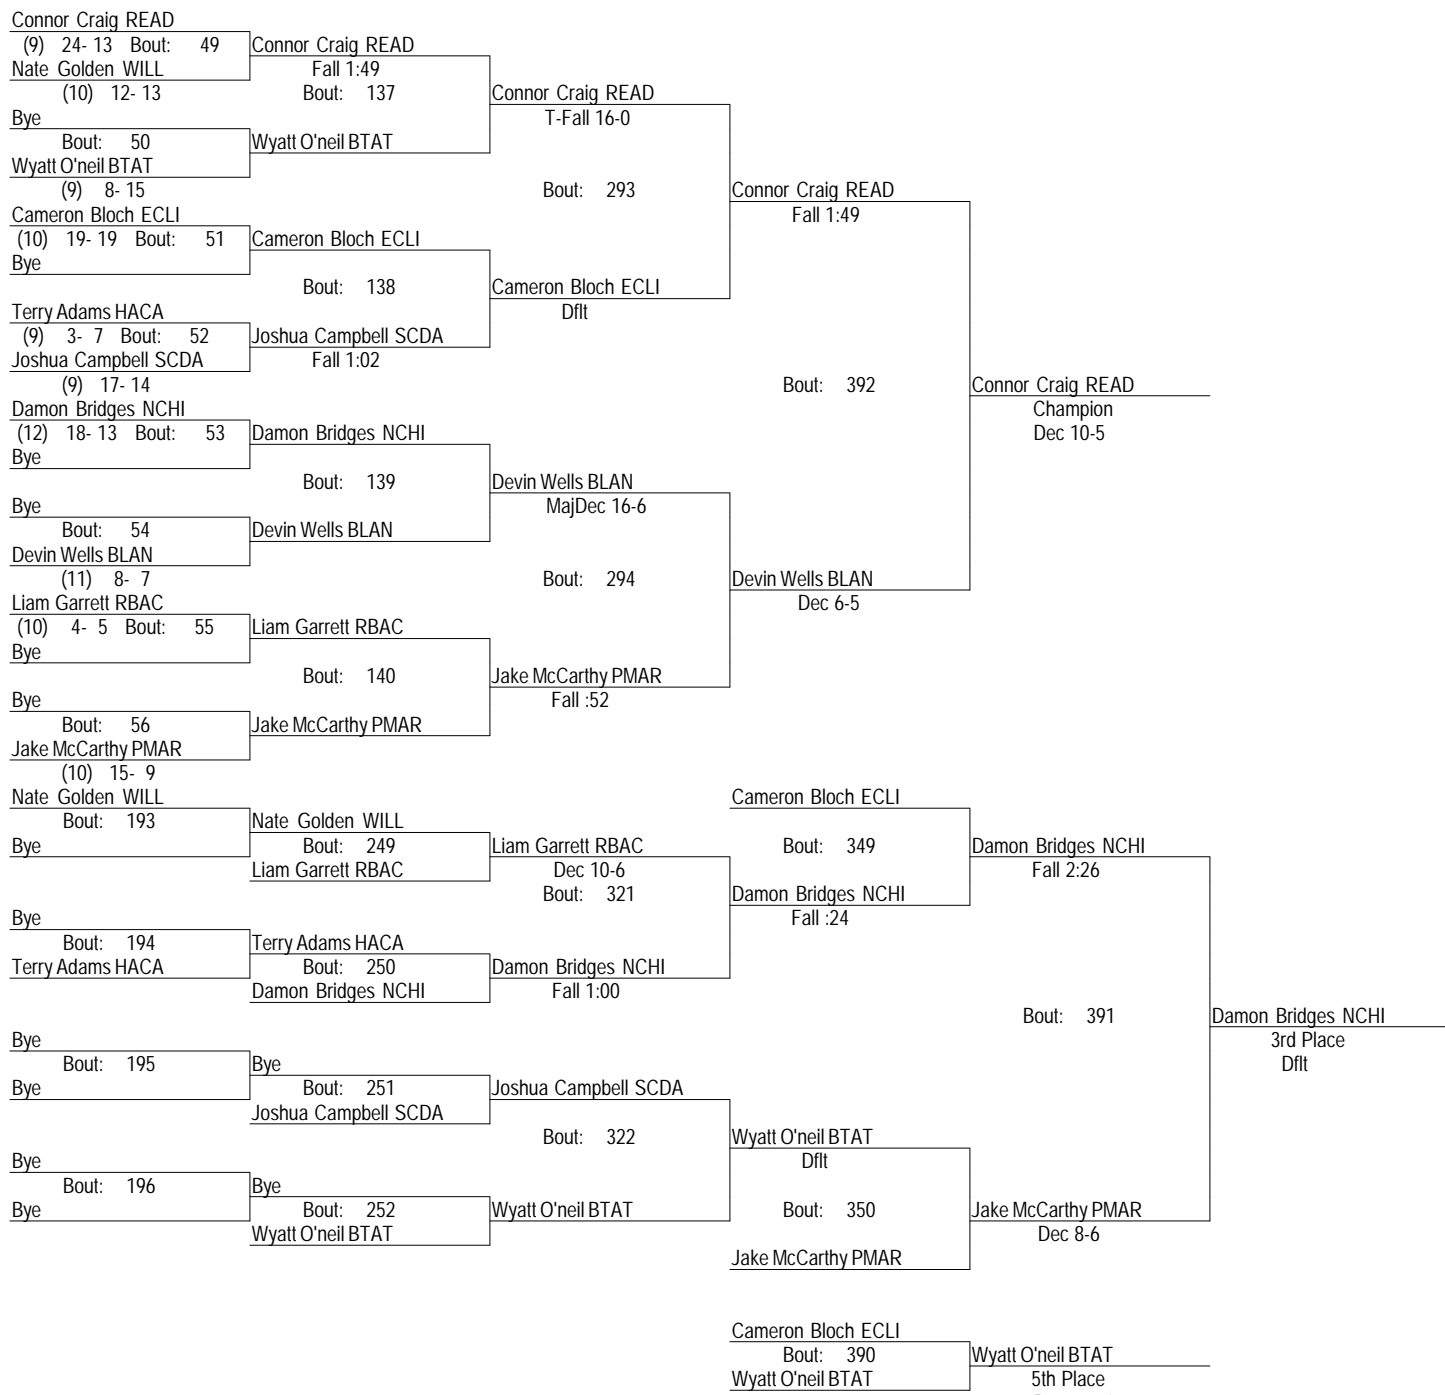 Connor Craig READ
(9) 24- 13 Bout: 49 Connor Craig READ
Nate Golden WILL Fall 1:49
(10) 12- 13 Bout: 137 Connor Craig READ
Bye T-Fall 16-0
Bout: 50 Wyatt O'neil BTAT
Wyatt O'neil BTAT
(9) 8- 15 Bout: 293 Connor Craig READ
Cameron Bloch ECLI Fall 1:49
(10) 19- 19 Bout: 51 Cameron Bloch ECLI
Bye
Bout: 138 Cameron Bloch ECLI
Terry Adams HACA Dflt
(9) 3- 7 Bout: 52 Joshua Campbell SCDA
Joshua Campbell SCDA Fall 1:02
(9) 17- 14 Bout: 392 Connor Craig READ
Damon Bridges NCHI Champion
(12) 18- 13 Bout: 53 Damon Bridges NCHI Dec 10-5
Bye
Bout: 139 Devin Wells BLAN
Bye MajDec 16-6
Bout: 54 Devin Wells BLAN
Devin Wells BLAN
(11) 8- 7 Bout: 294 Devin Wells BLAN
Liam Garrett RBAC Dec 6-5
(10) 4- 5 Bout: 55 Liam Garrett RBAC
Bye
Bout: 140 Jake McCarthy PMAR
Bye Fall :52
Bout: 56 Jake McCarthy PMAR
Jake McCarthy PMAR
(10) 15- 9
Nate Golden WILL Cameron Bloch ECLI
Bout: 193 Nate Golden WILL
Bye Bout: 249 Liam Garrett RBAC Bout: 349 Damon Bridges NCHI
Liam Garrett RBAC Dec 10-6 Fall 2:26
Bout: 321 Damon Bridges NCHI
Bye Fall :24
Bout: 194 Terry Adams HACA
Terry Adams HACA Bout: 250 Damon Bridges NCHI
Damon Bridges NCHI Fall 1:00
Bout: 391 Damon Bridges NCHI
Bye 3rd Place
Bout: 195 Bye Dflt
Bye Bout: 251 Joshua Campbell SCDA
Joshua Campbell SCDA
Bout: 322 Wyatt O'neil BTAT
Bye Dflt
Bout: 196 Bye
Bye Bout: 252 Wyatt O'neil BTAT Bout: 350 Jake McCarthy PMAR
Wyatt O'neil BTAT Dec 8-6
Jake McCarthy PMAR
Cameron Bloch ECLI
Bout: 390 Wyatt O'neil BTAT
Wyatt O'neil BTAT 5th Place